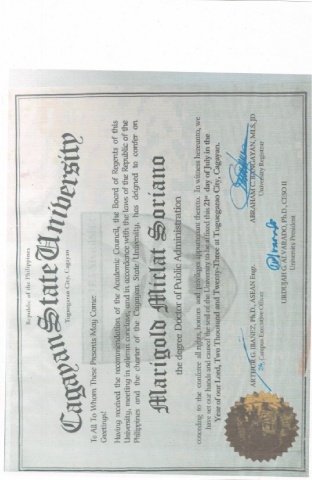 Republic of the Philippines
Cagayan State University
Tuguegarao City, Cagayan
To All To Whom These Presents May Come:
Greetings!
Having received the recommendation of the Academic Council, the Board of Regents of this
University, meeting in solemn conclave, and in accordance with the laws of the Republic of the
Philippines and the charter of the Cagayan State University, has deigned to confer on
Marigold Miclat Soriano
the degree Doctor of Public Administration
conceding to the conferee all rights, honors and privileges appurtenant thereto. In witness hereunto, we
have set our hands and caused the seal of the University to be affixed this 21st day of July in the
Year of our Lord, Two Thousand and Twenty-Three at Tuguegarao City, Cagayan.
ARTHUR G. IBAÑEZ, Ph.D., ASEAN Engr.
Campus Executive Officer
URDUJAH G. ALVARADO, Ph.D., CESO II
University President
ABRAHAM C. MLS, JD
University Registrar